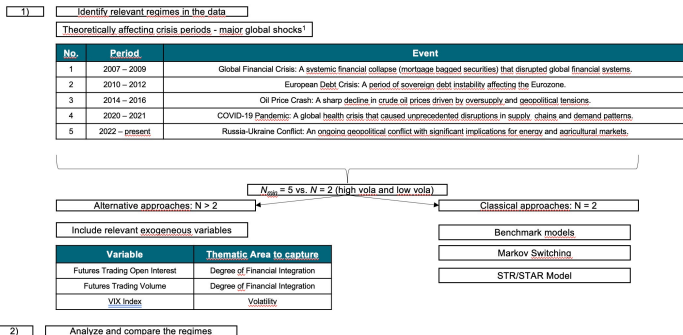 1) Identify relevant regimes in the data
Theoretically affecting crisis periods - major global shocks¹
No. Period Event
1 2007 – 2009 Global Financial Crisis: A systemic financial collapse (mortgage bagged securities) that disrupted global financial systems.
2 2010 – 2012 European Debt Crisis: A period of sovereign debt instability affecting the Eurozone.
3 2014 – 2016 Oil Price Crash: A sharp decline in crude oil prices driven by oversupply and geopolitical tensions.
4 2020 – 2021 COVID-19 Pandemic: A global health crisis that caused unprecedented disruptions in supply chains and demand patterns.
5 2022 – present Russia-Ukraine Conflict: An ongoing geopolitical conflict with significant implications for energy and agricultural markets.
Nmin = 5 vs. N = 2 (high vola and low vola)
Alternative approaches: N > 2
Classical approaches: N = 2
Include relevant exogeneous variables
Variable Thematic Area to capture
Futures Trading Open Interest Degree of Financial Integration
Futures Trading Volume Degree of Financial Integration
VIX Index Volatility
Benchmark models
Markov Switching
STR/STAR Model
2) Analyze and compare the regimes